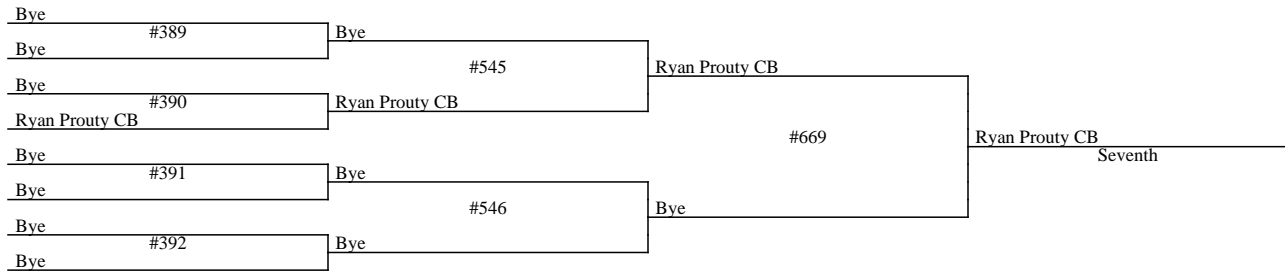 Bye
#389
Bye
Bye
#545
Ryan Prouty CB
Bye
#390
Ryan Prouty CB
Ryan Prouty CB
#669
Ryan Prouty CB
Seventh
Bye
#391
Bye
Bye
#546
Bye
Bye
#392
Bye
Bye